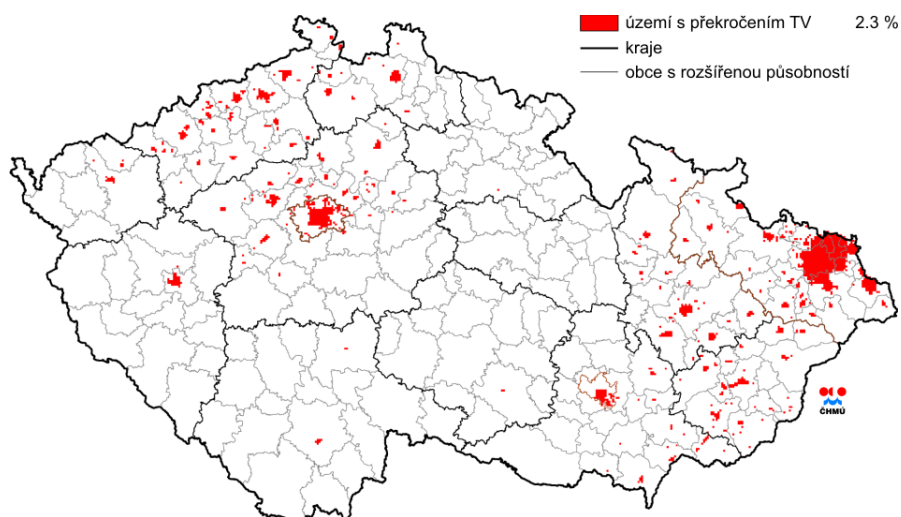 území s překročením TV 2.3 %
kraje
obce s rozšířenou působností
ČHMÚ